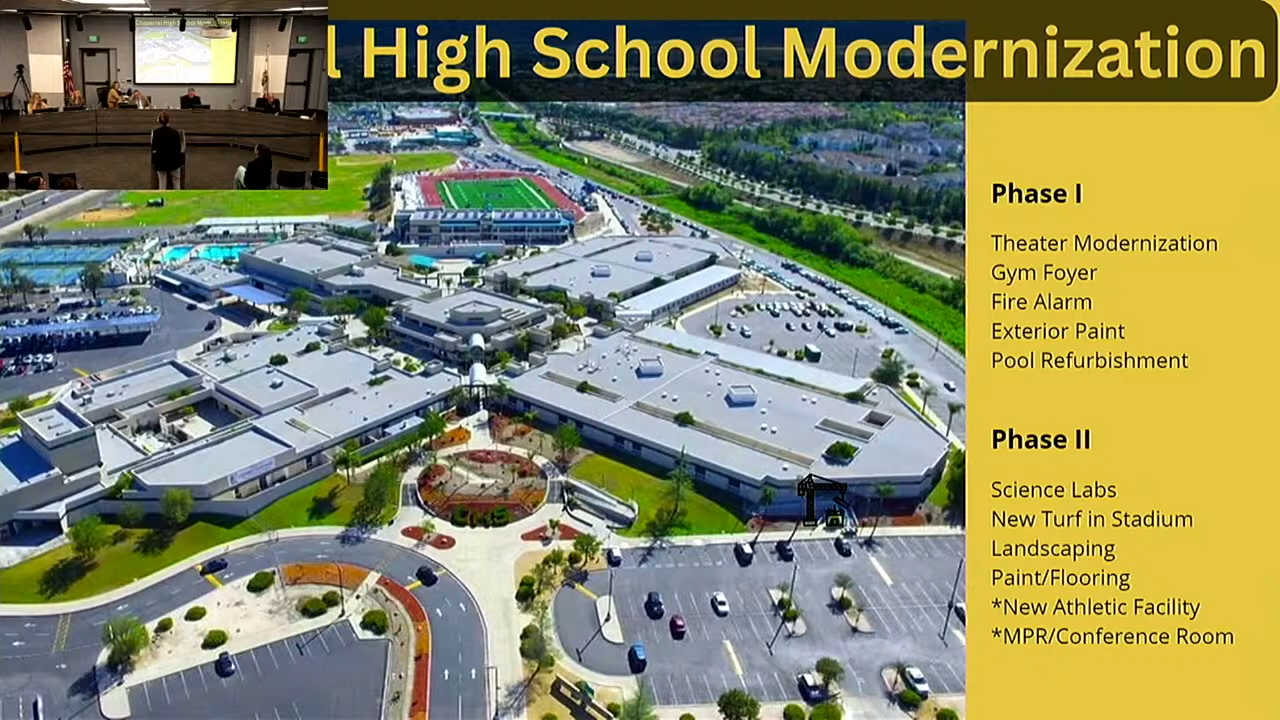 l High School Modernization
Phase I
Theater Modernization
Gym Foyer
Fire Alarm
Exterior Paint
Pool Refurbishment
Phase II
Science Labs
New Turf in Stadium
Landscaping
Paint/Flooring
*New Athletic Facility
*MPR/Conference Room